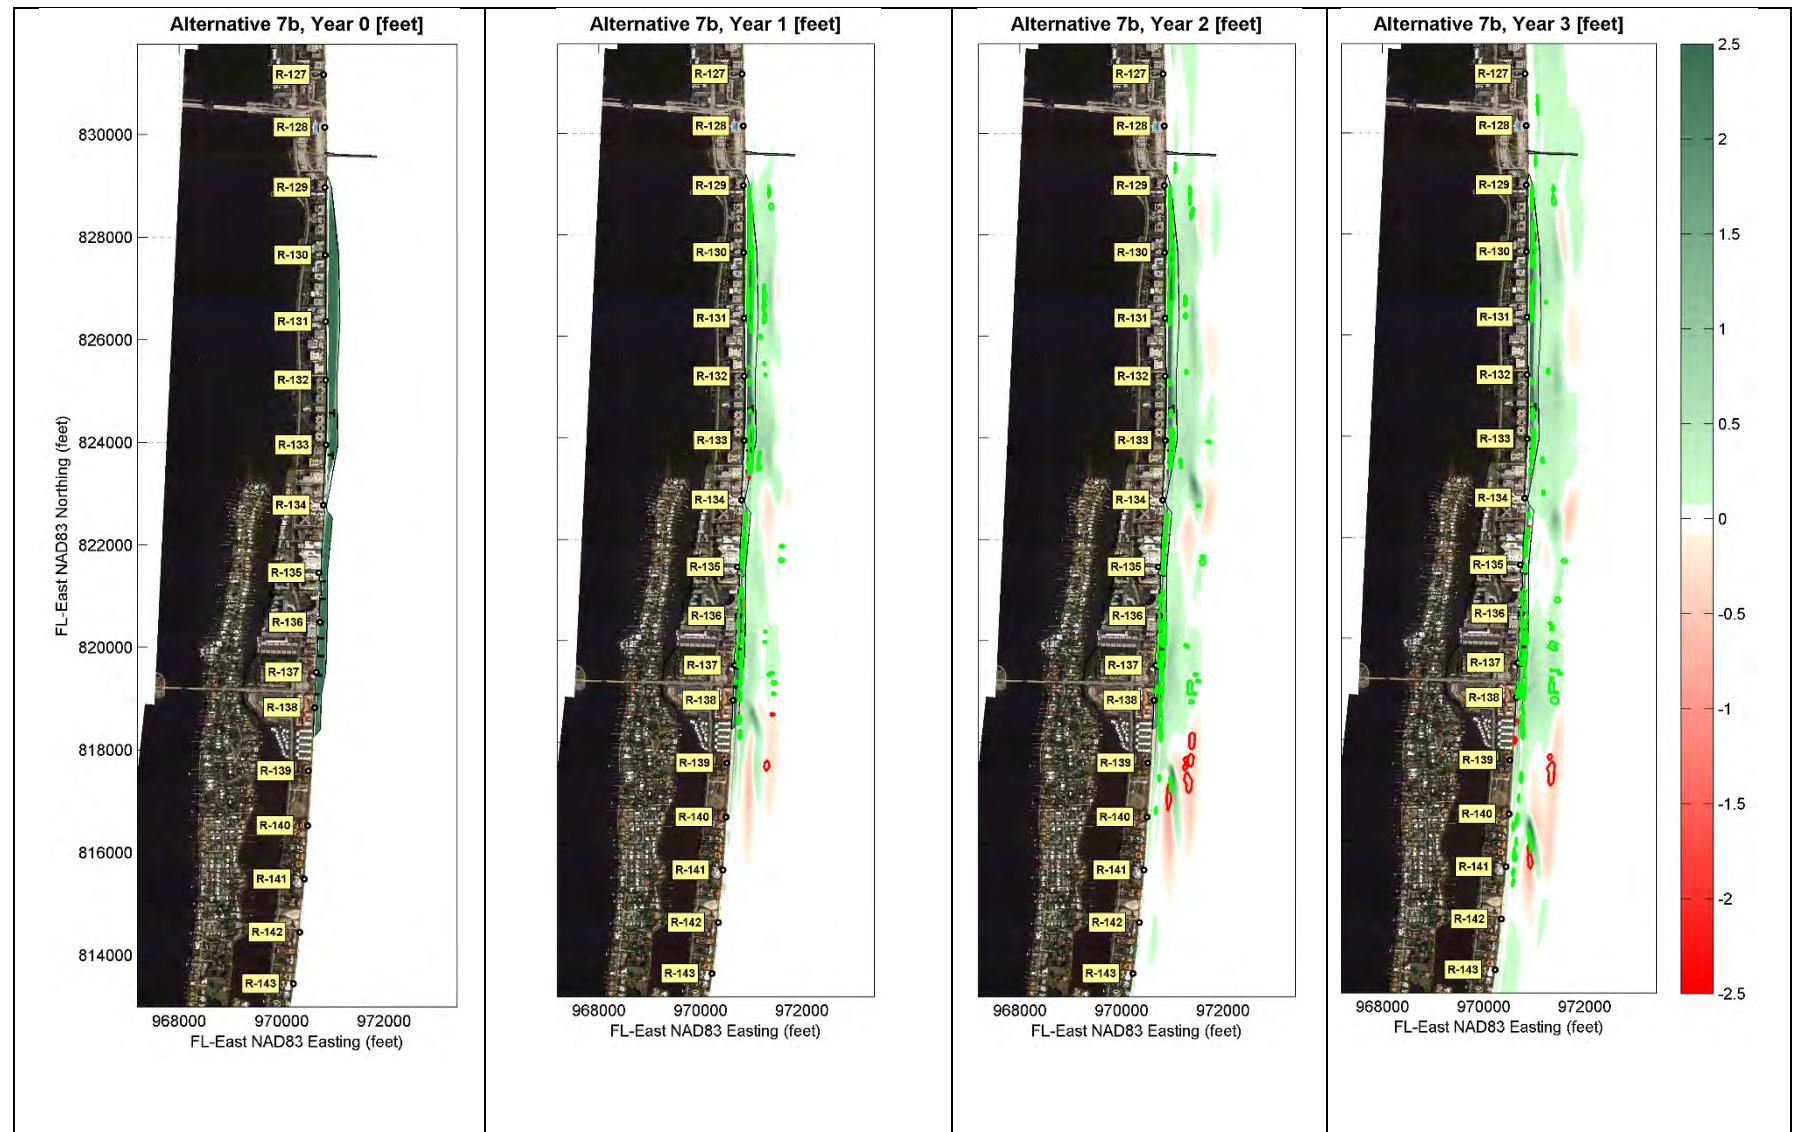 Alternative 7b, Year 0 [feet]
Alternative 7b, Year 1 [feet]
Alternative 7b, Year 2 [feet]
Alternative 7b, Year 3 [feet]
FL-East NAD83 Northing (feet)
830000
828000
826000
824000
822000
820000
818000
816000
814000
R-127
R-128
R-129
R-130
R-131
R-132
R-133
R-134
R-135
R-136
R-137
R-138
R-139
R-140
R-141
R-142
R-143
968000 970000 972000
FL-East NAD83 Easting (feet)
R-127
R-128
R-129
R-130
R-131
R-132
R-133
R-134
R-135
R-136
R-137
R-138
R-139
R-140
R-141
R-142
R-143
968000 970000 972000
FL-East NAD83 Easting (feet)
R-127
R-128
R-129
R-130
R-131
R-132
R-133
R-134
R-135
R-136
R-137
R-138
R-139
R-140
R-141
R-142
R-143
968000 970000 972000
FL-East NAD83 Easting (feet)
R-127
R-128
R-129
R-130
R-131
R-132
R-133
R-134
R-135
R-136
R-137
R-138
R-139
R-140
R-141
R-142
R-143
968000 970000 972000
FL-East NAD83 Easting (feet)
2.5
2
1.5
1
0.5
0
-0.5
-1
-1.5
-2
-2.5